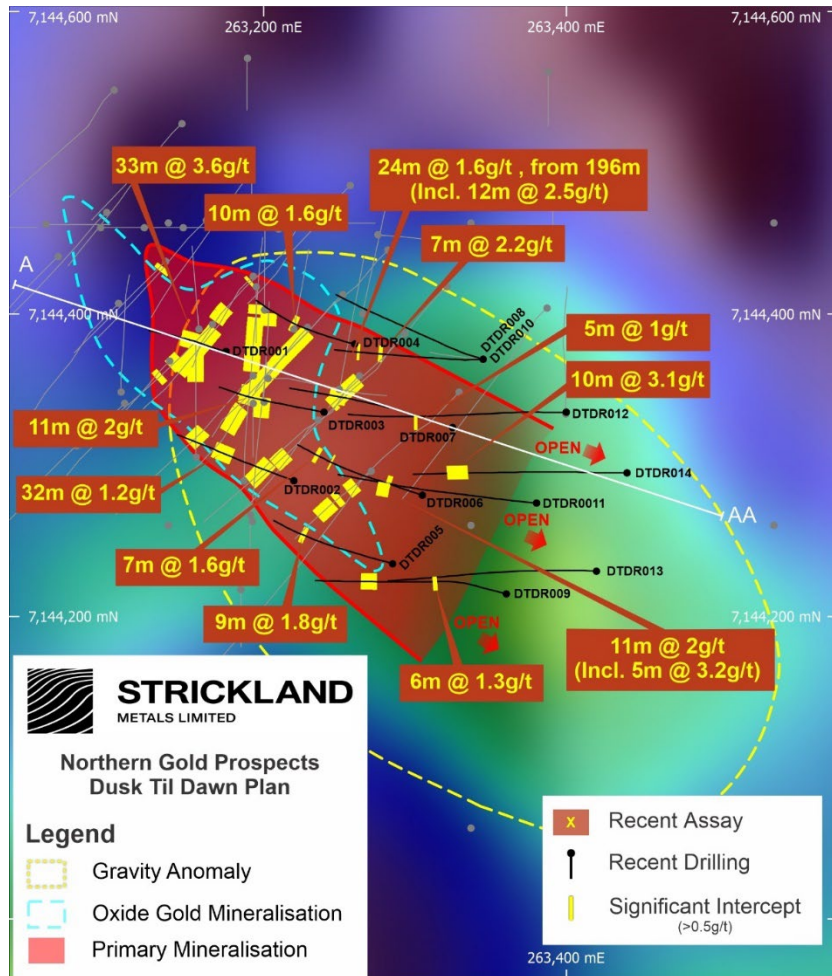 7,144,600 mN
263,200 mE
263,400 mE
7,144,600 mN
33m @ 3.6g/t
24m @ 1.6g/t , from 196m
(Incl. 12m @ 2.5g/t)
10m @ 1.6g/t
7m @ 2.2g/t
A
7,144,400 mN
7,144,400 mN
DTDR008
DTDR010
DTDR004
DTDR001
5m @ 1g/t
10m @ 3.1g/t
DTDR003
DTDR012
DTDR007
11m @ 2g/t
OPEN
DTDR014
32m @ 1.2g/t
DTDR002
DTDR006
DTDR0011
OPEN
AA
7m @ 1.6g/t
DTDR005
DTDR013
DTDR009
9m @ 1.8g/t
7,144,200 mN
7,144,200 mN
OPEN
6m @ 1.3g/t
11m @ 2g/t
(Incl. 5m @ 3.2g/t)
STRICKLAND
METALS LIMITED
Northern Gold Prospects
Dusk Til Dawn Plan
Legend
Gravity Anomaly
Oxide Gold Mineralisation
Primary Mineralisation
x Recent Assay
Recent Drilling
Significant Intercept
(>0.5g/t)
263,400 mE